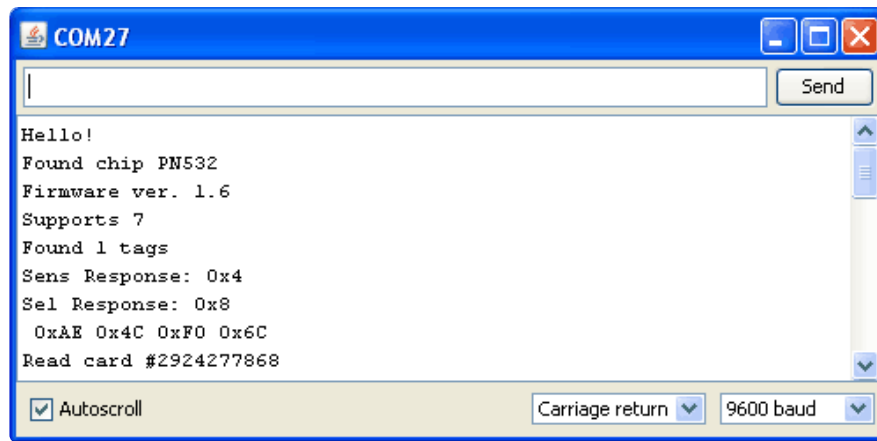 COM27
Send
Hello!
Found chip PN532
Firmware ver. 1.6
Supports 7
Found 1 tags
Sens Response: 0x4
Sel Response: 0x8
0xAE 0x4C 0xF0 0x6C
Read card #2924277868
Autoscroll
Carriage return
9600 baud